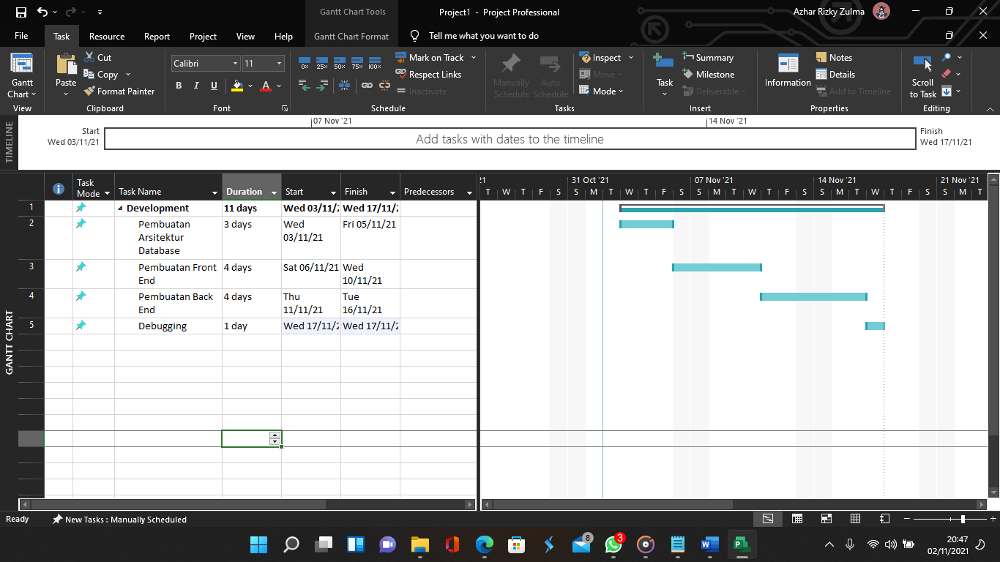 Gantt Chart Tools
Project1 - Project Professional
Azhar Rizky Zulma
File
Task
Resource
Report
Project
View
Help
Gantt Chart Format
Tell me what you want to do
Gantt
Chart
View
Paste
Cut
Copy
Format Painter
Clipboard
Calibri
11
B I U
A
Font
0% 25% 50% 75% 100%
Mark on Track
Respect Links
Inactivate
Schedule
Manually
Schedule
Auto
Schedule
Inspect
Move
Mode
Tasks
Task
Summary
Milestone
Deliverable
Insert
Information
Notes
Details
Add to Timeline
Properties
Scroll
to Task
Editing
TIMELINE
Start
Wed 03/11/21
07 Nov '21
14 Nov '21
Add tasks with dates to the timeline
Finish
Wed 17/11/21
GANTT CHART
Task
Mode
Task Name
Duration
Start
Finish
Predecessors
1
Development
11 days
Wed 03/11/2
Wed 17/11/2
2
Pembuatan
Arsitektur
Database
3 days
Wed
03/11/21
Fri 05/11/21
3
Pembuatan Front
End
4 days
Sat 06/11/21
Wed
10/11/21
4
Pembuatan Back
End
4 days
Thu
11/11/21
Tue
16/11/21
5
Debugging
1 day
Wed 17/11/2
Wed 17/11/2
'21
31 Oct '21
07 Nov '21
14 Nov '21
21 Nov '21
T W T F S S M T W T F S S M T W T F S S M T W T F S S M T
Ready
New Tasks : Manually Scheduled
8
3
20:47
02/11/2021